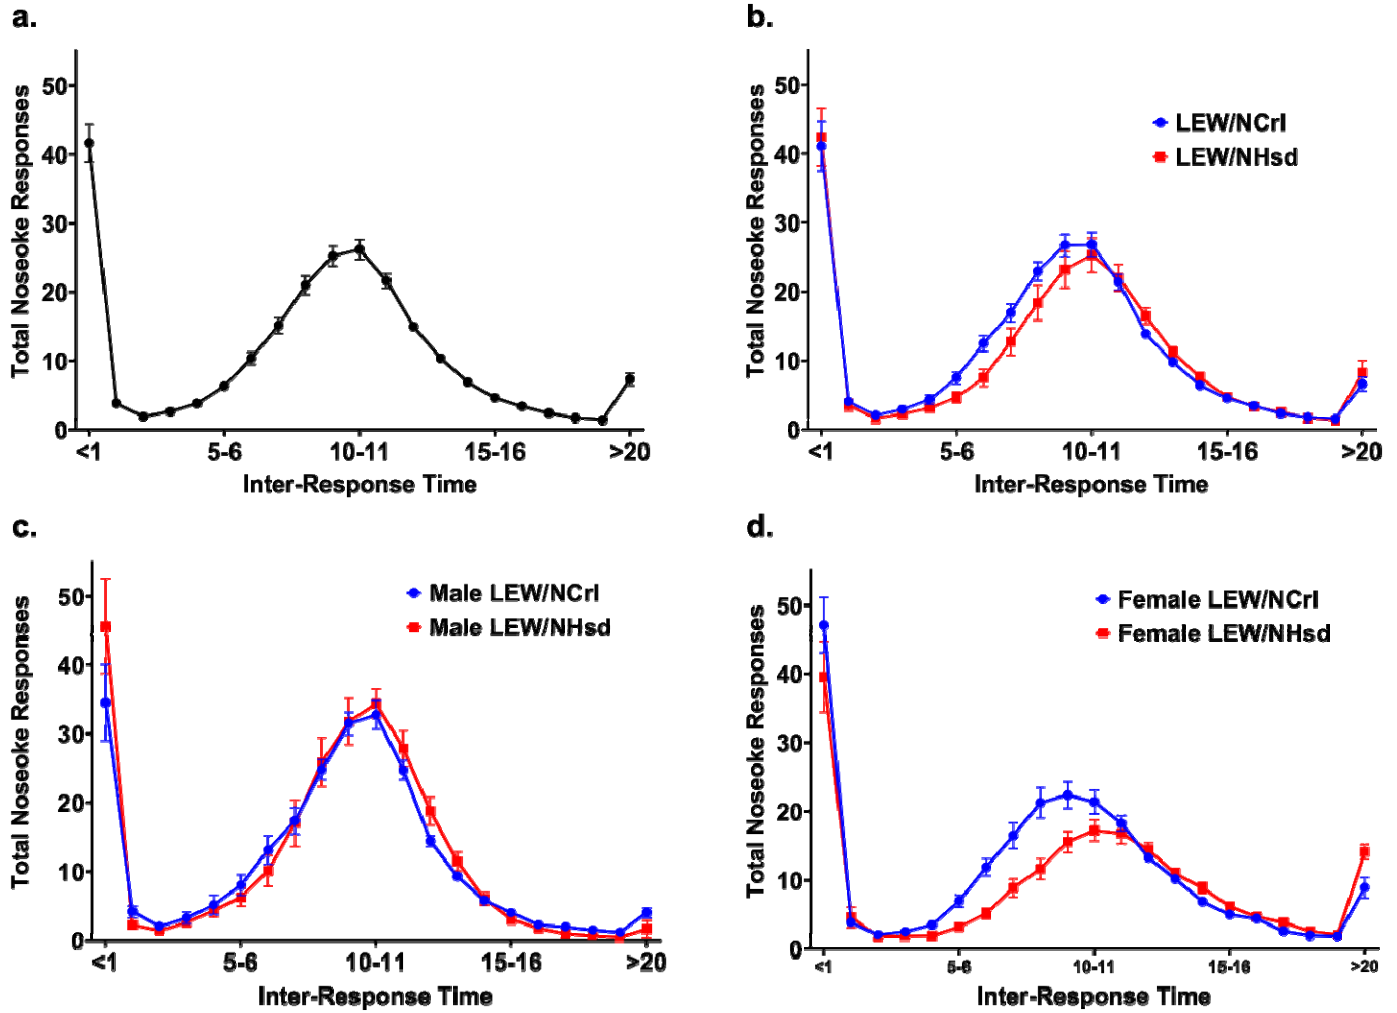 a.
Total Noseoke Responses
50
40
30
20
10
0
<1
5-6
10-11
15-16
>20
Inter-Response Time
b.
Total Noseoke Responses
50
40
30
20
10
0
LEW/NCrl
LEW/NHsd
<1
5-6
10-11
15-16
>20
Inter-Response Time
c.
Total Noseoke Responses
50
40
30
20
10
0
Male LEW/NCrl
Male LEW/NHsd
<1
5-6
10-11
15-16
>20
Inter-Response Time
d.
Total Noseoke Responses
50
40
30
20
10
0
Female LEW/NCrl
Female LEW/NHsd
<1
5-6
10-11
15-16
>20
Inter-Response Time